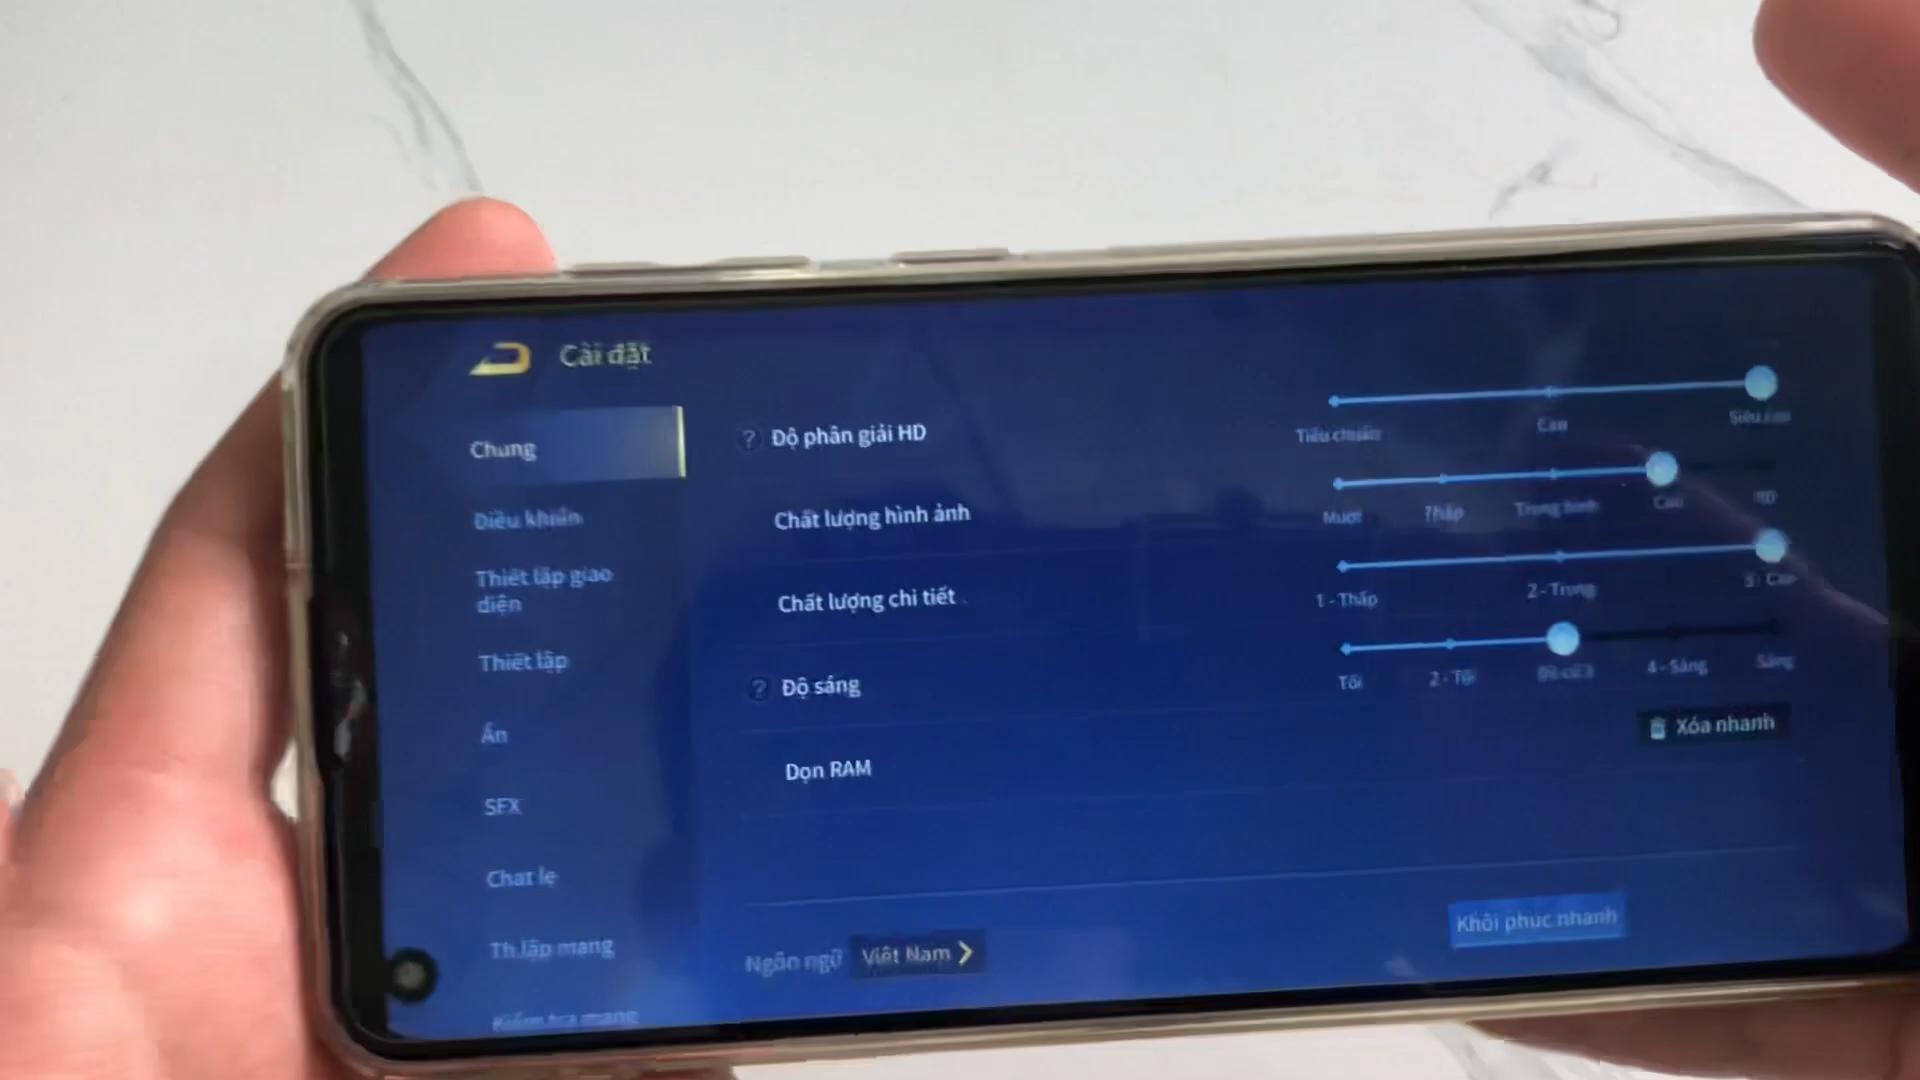 Cài đặt
Chung
Điều khiển
Thiết lập giao
diện
Thiết lập
Ấn
SFX
Chat lẹ
Th.lập mạng
Kiểm tra mạng
Độ phân giải HD
Tiêu chuẩn Cao Siêu cao
Chất lượng hình ảnh
Mượt Thấp Trung bình Cao HD
Chất lượng chi tiết
1 - Thấp 2 - Trung 3 - Cao
Độ sáng
Tối 2 - Tối 4 - Sáng Sáng
Dọn RAM
Xóa nhanh
Ngôn ngữ Việt Nam
Khôi phục nhanh